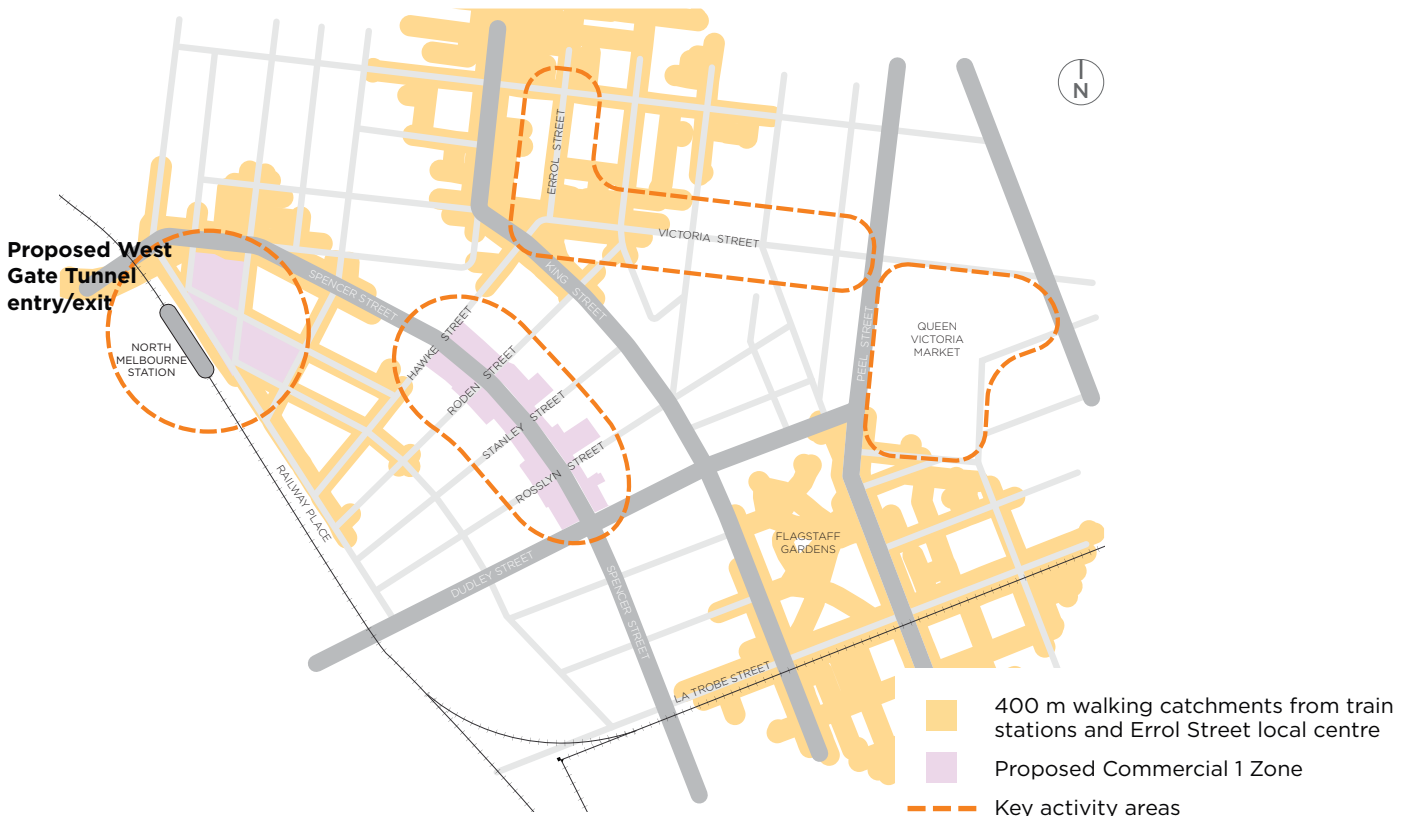 N
ERROL STREET
VICTORIA STREET
Proposed West
Gate Tunnel
entry/exit
SPENCER STREET
KING STREET
HAWKE STREET
PEEL STREET
QUEEN
VICTORIA
MARKET
NORTH
MELBOURNE
STATION
RODEN STREET
STANLEY STREET
ROSSLYN STREET
RAILWAY PLACE
FLAGSTAFF
GARDENS
DUDLEY STREET
SPENCER STREET
LA TROBE STREET
400 m walking catchments from train
stations and Errol Street local centre
Proposed Commercial 1 Zone
Key activity areas